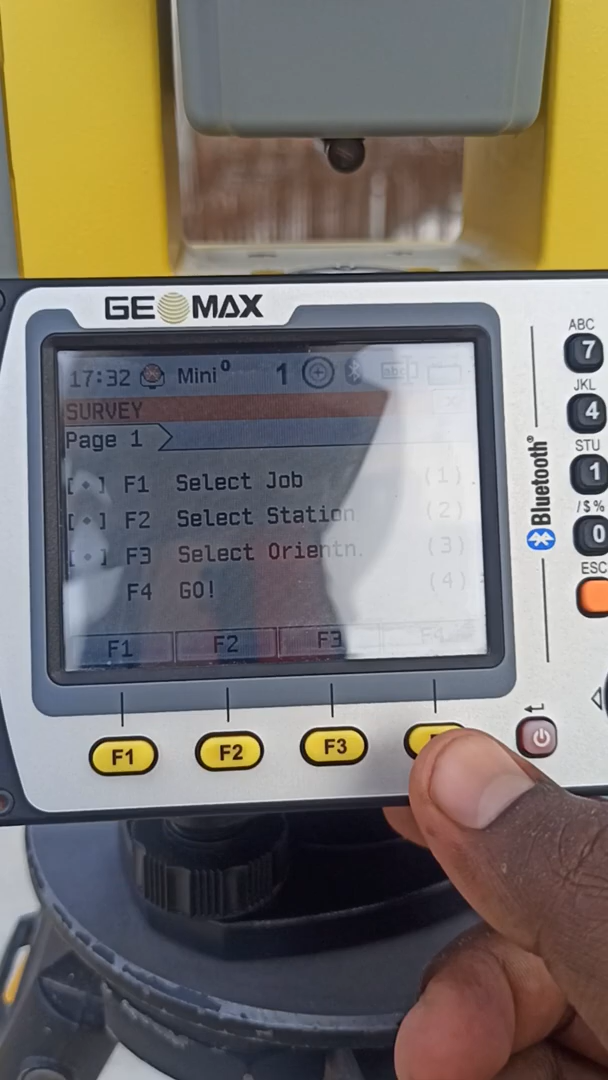 GEOMAX
17:32 Mini⁰ 1 abc
SURVEY
Page 1
[•] F1 Select Job (1)
[•] F2 Select Station (2)
[•] F3 Select Orientn. (3)
F4 GO! (4)
F1 F2 F3 F4
F1 F2 F3
Bluetooth®
ABC
7
JKL
4
STU
1
/$%
0
ESC